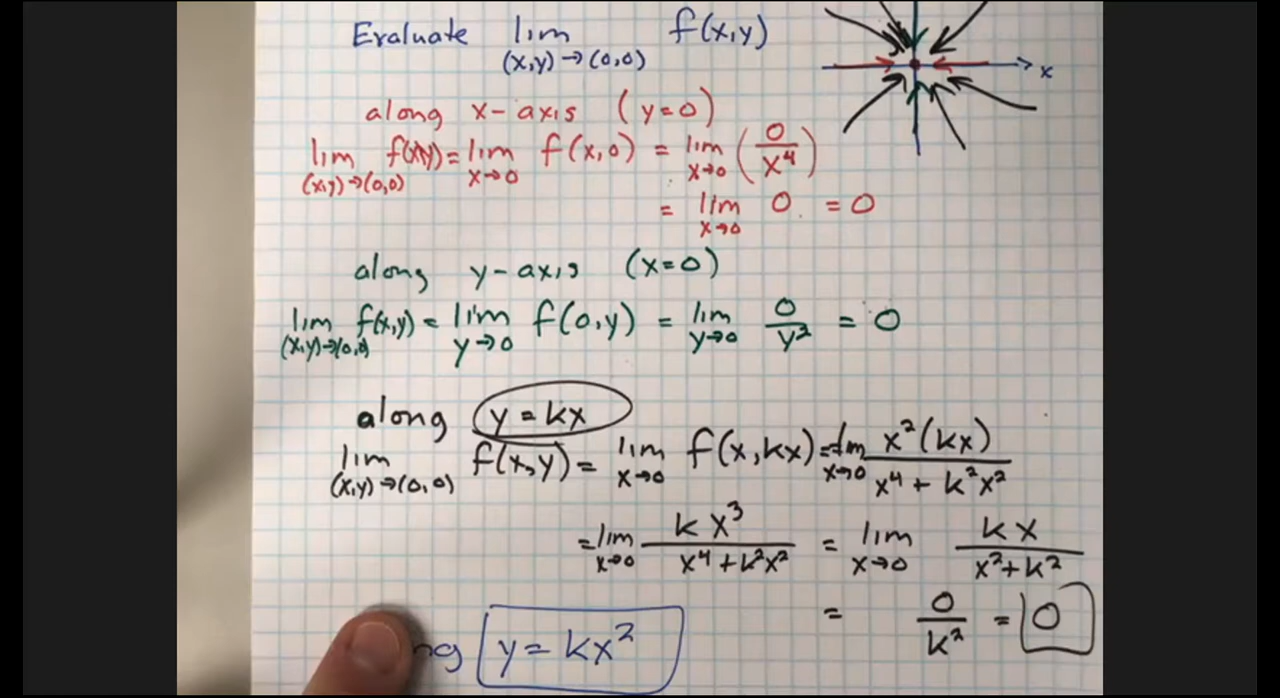 Evaluate lim f(x,y)
(x,y)→(0,0)
x
along x-axis (y=0)
lim f(x,y) = lim f(x,0) = lim (0/x⁴)
(x,y)→(0,0) x→0 x→0
= lim 0 = 0
x→0
along y-axis (x=0)
lim f(x,y) = lim f(0,y) = lim 0/y² = 0
(x,y)→(0,0) y→0 y→0
along y = kx
lim f(x,y) = lim f(x,kx) = lim x²(kx)/(x⁴ + k²x²)
(x,y)→(0,0) x→0 x→0
= lim kx³/(x⁴ + k²x²) = lim kx/(x² + k²)
x→0 x→0
= 0/k² = 0
y = kx²